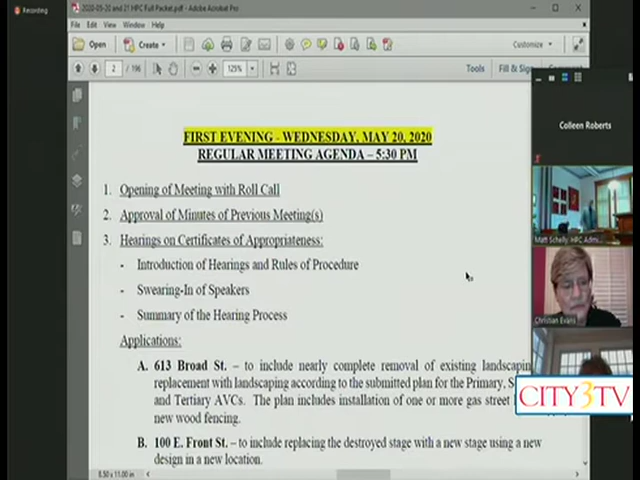 Recording
2020-05-20 and 21 HPC Full Packet.pdf - Adobe Acrobat Pro
File Edit View Window Help
Open
Create
Customize
2 / 196
125%
Tools
Fill & Sign
FIRST EVENING - WEDNESDAY, MAY 20, 2020
REGULAR MEETING AGENDA – 5:30 PM
1. Opening of Meeting with Roll Call
2. Approval of Minutes of Previous Meeting(s)
3. Hearings on Certificates of Appropriateness:
- Introduction of Hearings and Rules of Procedure
- Swearing-In of Speakers
- Summary of the Hearing Process
Applications:
A. 613 Broad St. – to include nearly complete removal of existing landscapin
replacement with landscaping according to the submitted plan for the Primary,
and Tertiary AVCs. The plan includes installation of one or more gas street
new wood fencing.
B. 100 E. Front St. – to include replacing the destroyed stage with a new stage using a new
design in a new location.
8.50 x 11.00 in
Colleen Roberts
Matt Schelly, HPC Admi...
Christian Evans
CITY3TV